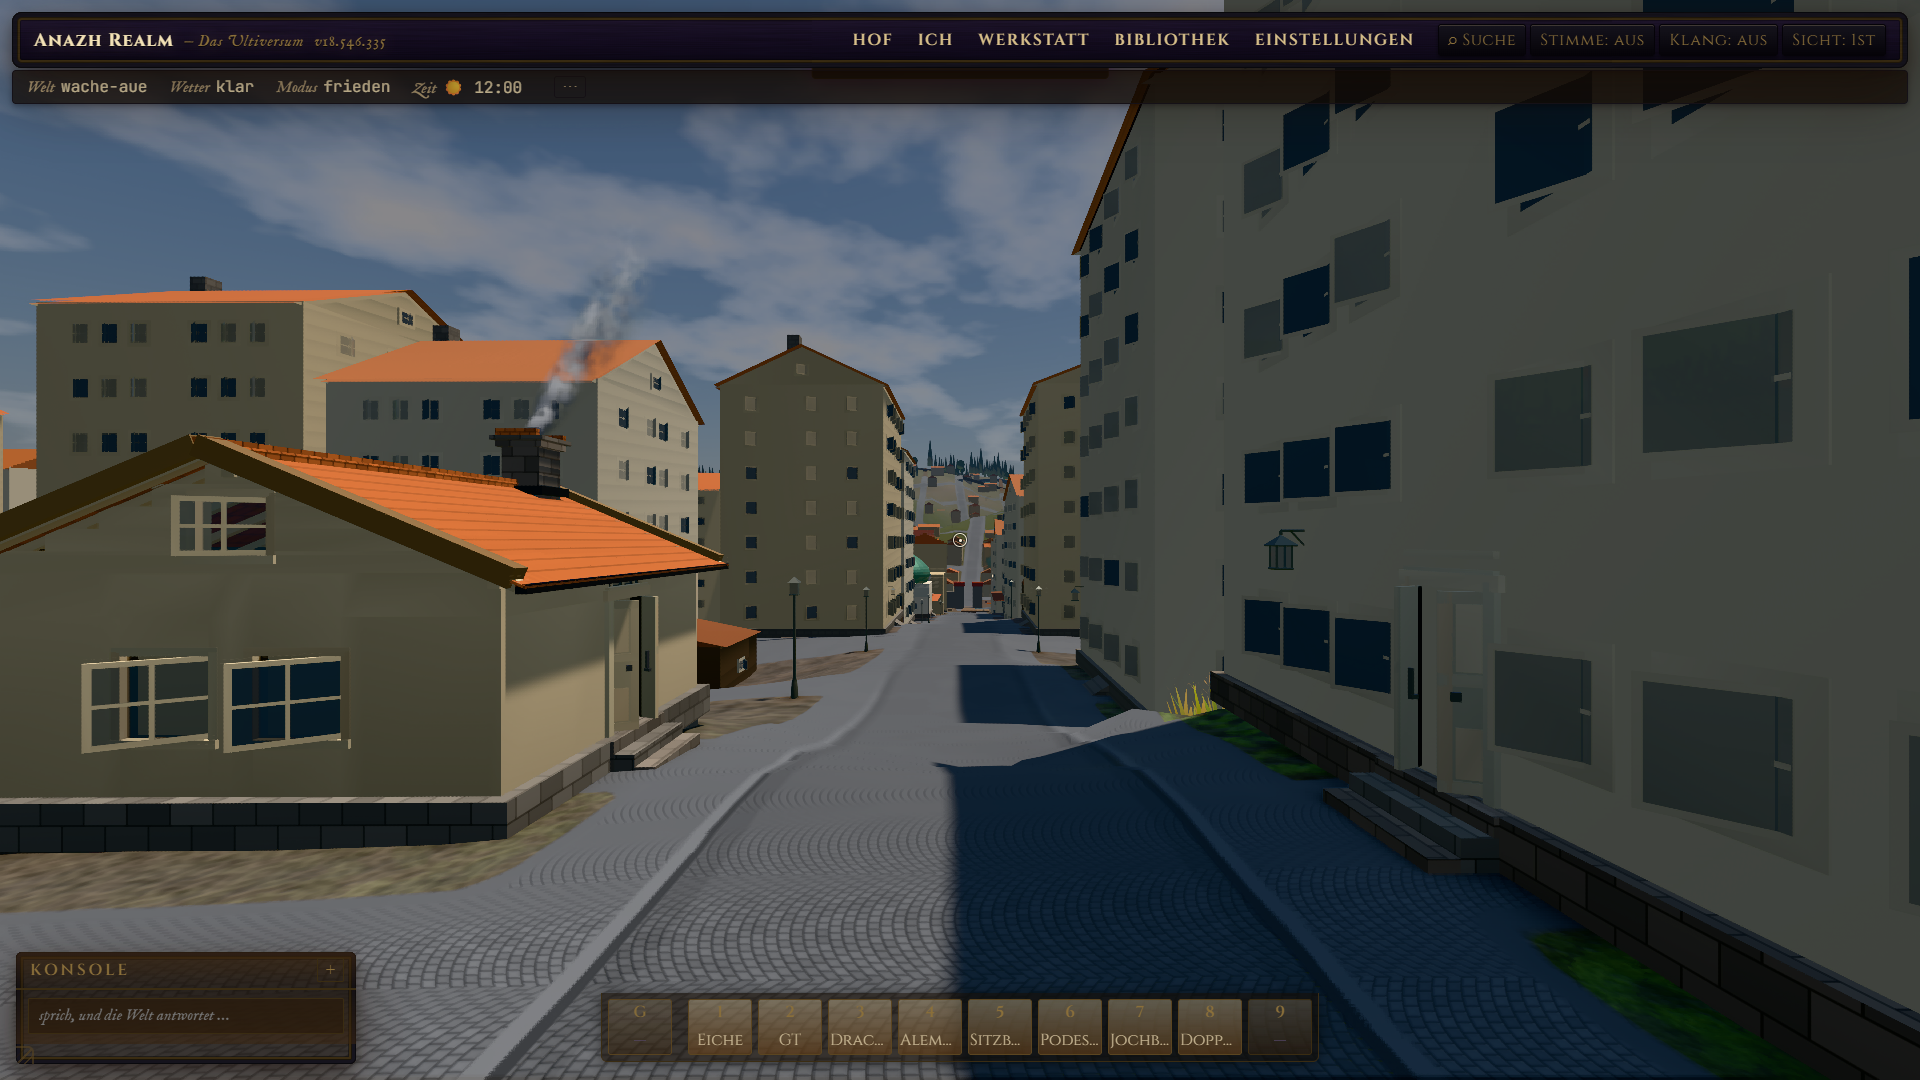 Anazh Realm – Das Ultiversum v18.546.335
HOF ICH WERKSTATT BIBLIOTHEK EINSTELLUNGEN
SUCHE STIMME: AUS KLANG: AUS SICHT: IST
Welt wache-aue Wetter klar Modus frieden Zeit 12:00 ...
KONSOLE +
sprich, und die Welt antwortet ...
G 1 2 3 4 5 6 7 8 9
— EICHE GT DRAC... ALEM... SITZB... PODES... JOCHB... DOPP... —